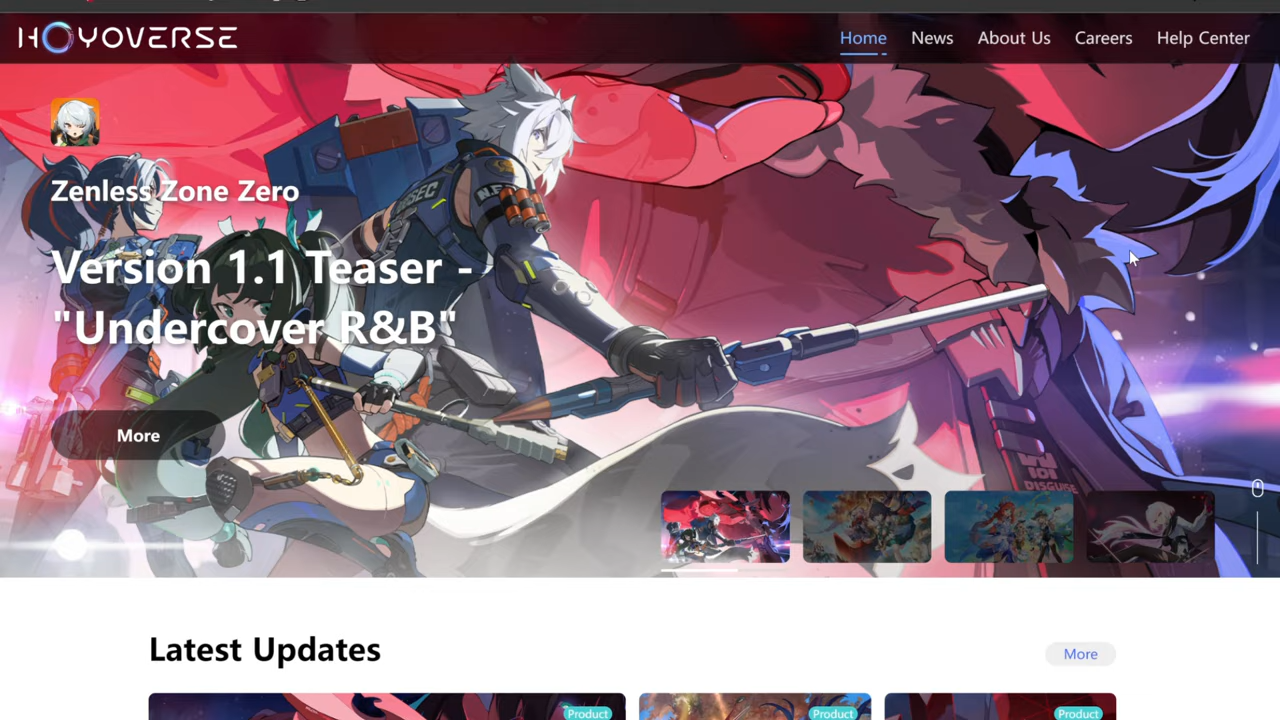 HOYOVERSE
Home
News
About Us
Careers
Help Center
Zenless Zone Zero
Version 1.1 Teaser -
"Undercover R&B"
More
DISGUISE
Latest Updates
More
Product
Product
Product